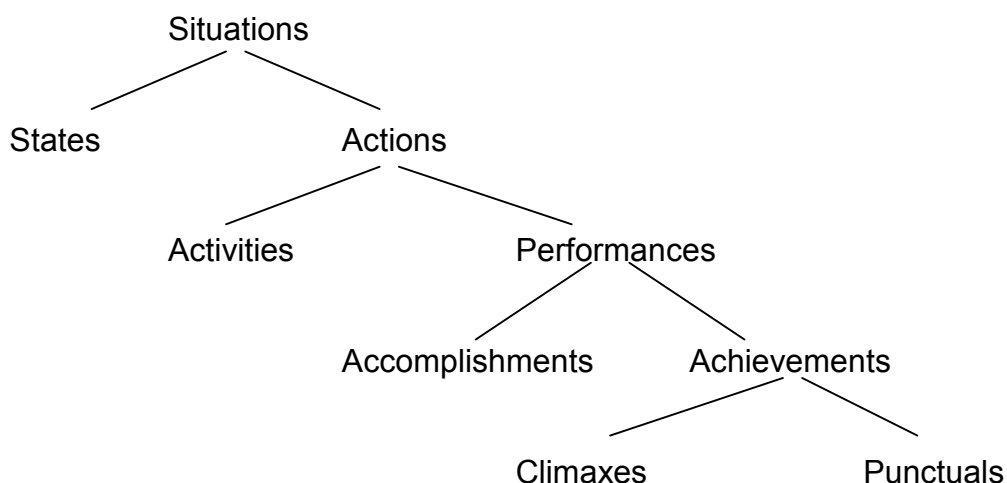 Situations
States Actions
Activities Performances
Accomplishments Achievements
Climaxes Punctuals